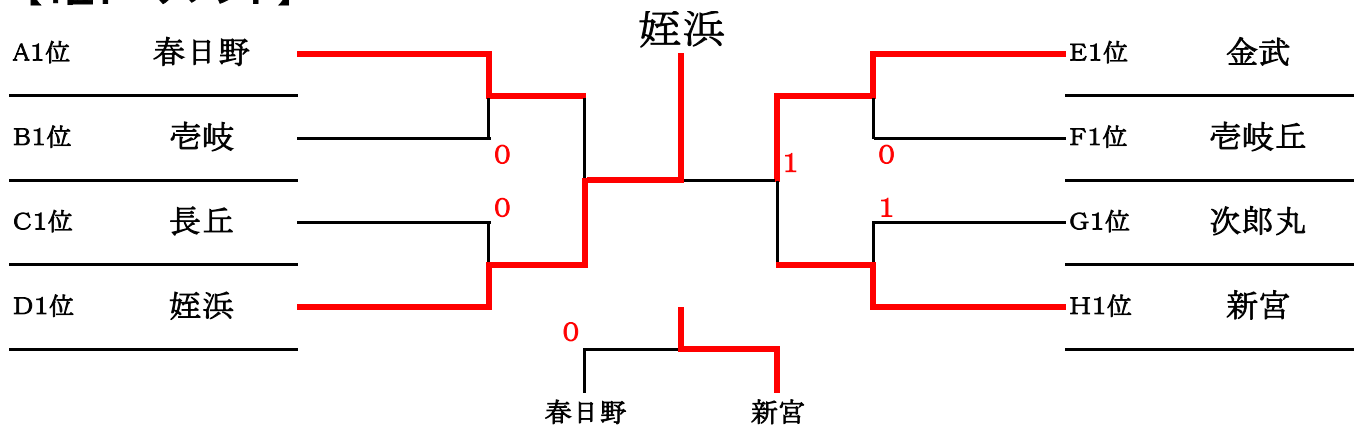 姪浜
A1位 春日野
B1位 壱岐
C1位 長丘
D1位 姪浜
0
0
1
0
1
E1位 金武
F1位 壱岐丘
G1位 次郎丸
H1位 新宮
0
春日野 新宮